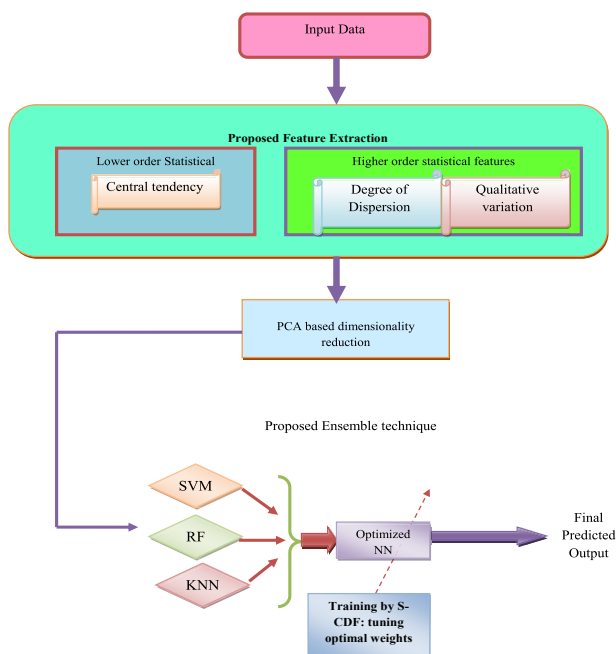 Input Data
Proposed Feature Extraction
Lower order Statistical
Central tendency
Higher order statistical features
Degree of
Dispersion
Qualitative
variation
PCA based dimensionality
reduction
Proposed Ensemble technique
SVM
RF
KNN
Optimized
NN
Final
Predicted
Output
Training by S-
CDF: tuning
optimal weights